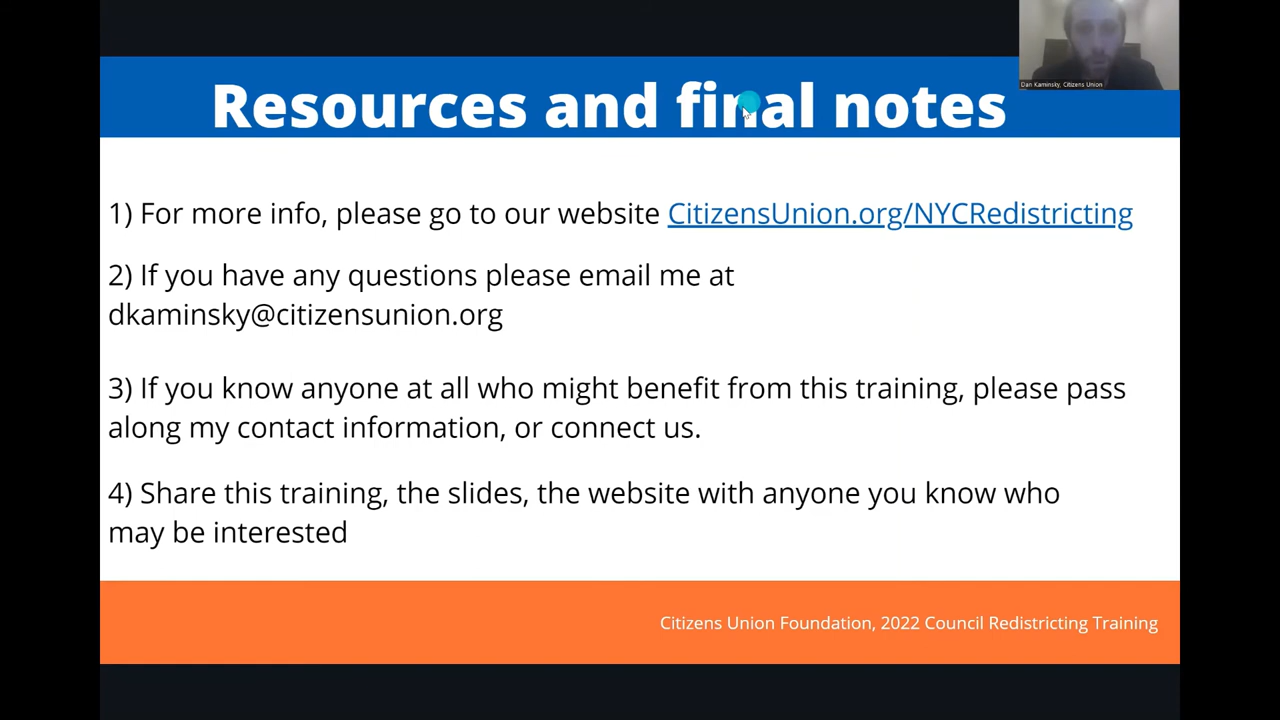 Dan Kaminsky, Citizens Union
Resources and final notes
1) For more info, please go to our website CitizensUnion.org/NYCRedistricting
2) If you have any questions please email me at
dkaminsky@citizensunion.org
3) If you know anyone at all who might benefit from this training, please pass
along my contact information, or connect us.
4) Share this training, the slides, the website with anyone you know who
may be interested
Citizens Union Foundation, 2022 Council Redistricting Training